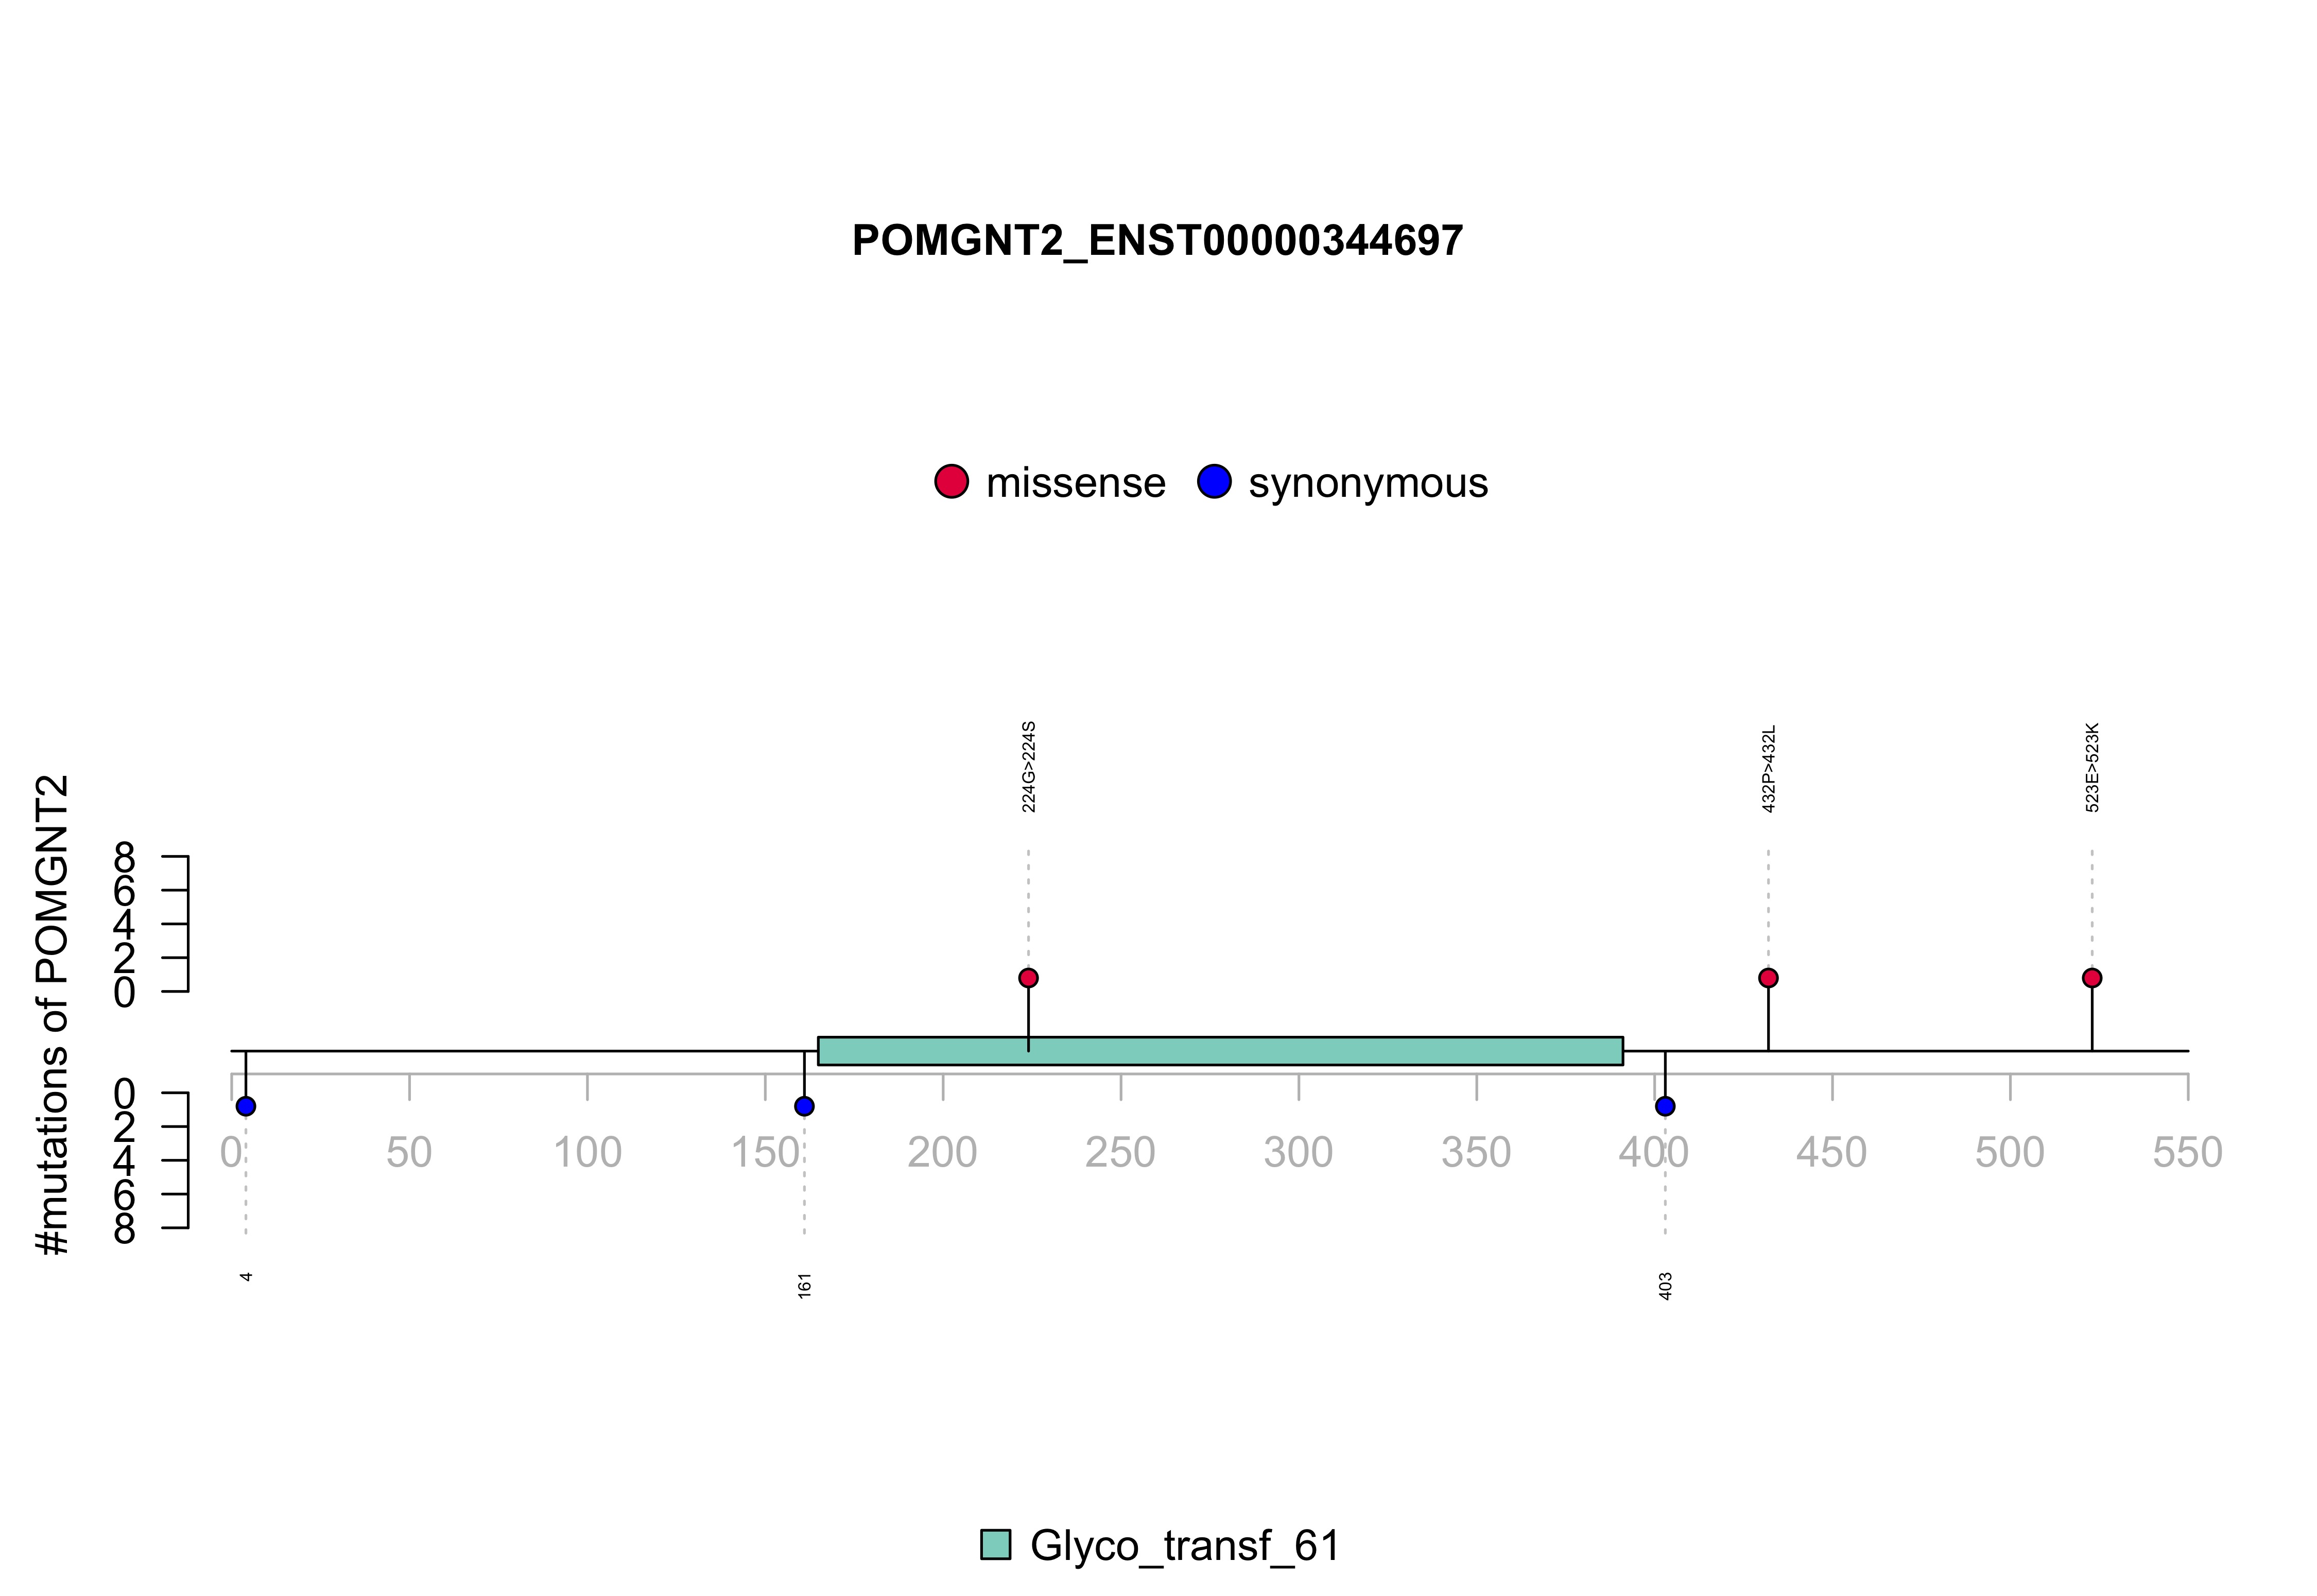 POMGNT2_ENST00000344697
missense
synonymous
224G>224S
432P>432L
523E>523K
#mutations of POMGNT2
8
6
4
2
0
0
2
4
6
8
0 50 100 150 200 250 300 350 400 450 500 550
4
161
403
Glyco_transf_61